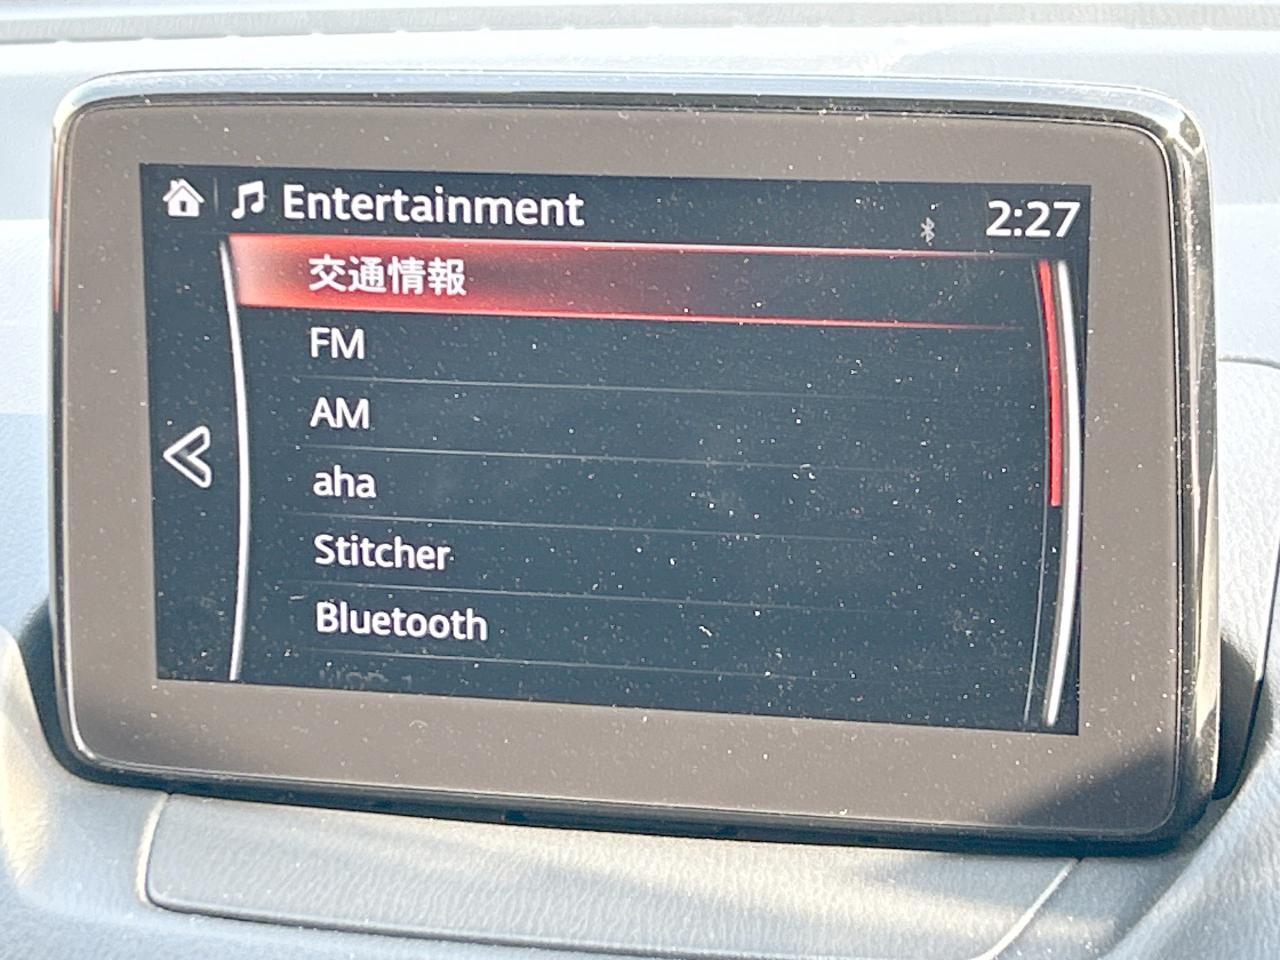 Entertainment
2:27
交通情報
FM
AM
aha
Stitcher
Bluetooth